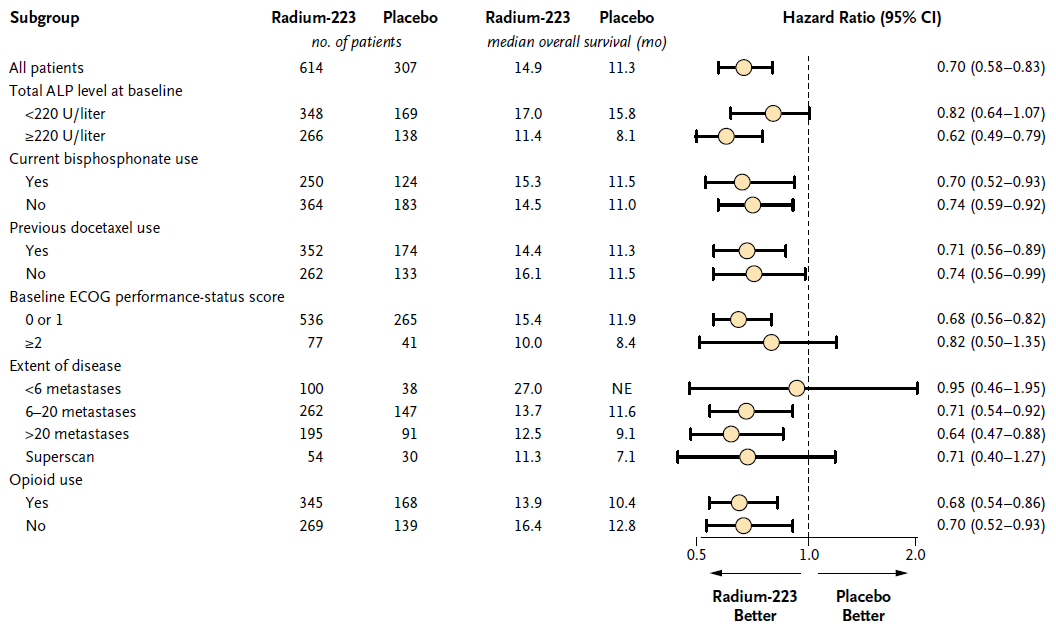 Subgroup Radium-223 Placebo Radium-223 Placebo Hazard Ratio (95% CI)
no. of patients median overall survival (mo)
All patients 614 307 14.9 11.3 0.70 (0.58–0.83)
Total ALP level at baseline
<220 U/liter 348 169 17.0 15.8 0.82 (0.64–1.07)
≥220 U/liter 266 138 11.4 8.1 0.62 (0.49–0.79)
Current bisphosphonate use
Yes 250 124 15.3 11.5 0.70 (0.52–0.93)
No 364 183 14.5 11.0 0.74 (0.59–0.92)
Previous docetaxel use
Yes 352 174 14.4 11.3 0.71 (0.56–0.89)
No 262 133 16.1 11.5 0.74 (0.56–0.99)
Baseline ECOG performance-status score
0 or 1 536 265 15.4 11.9 0.68 (0.56–0.82)
≥2 77 41 10.0 8.4 0.82 (0.50–1.35)
Extent of disease
<6 metastases 100 38 27.0 NE 0.95 (0.46–1.95)
6–20 metastases 262 147 13.7 11.6 0.71 (0.54–0.92)
>20 metastases 195 91 12.5 9.1 0.64 (0.47–0.88)
Superscan 54 30 11.3 7.1 0.71 (0.40–1.27)
Opioid use
Yes 345 168 13.9 10.4 0.68 (0.54–0.86)
No 269 139 16.4 12.8 0.70 (0.52–0.93)
0.5 1.0 2.0
Radium-223 Placebo
Better Better